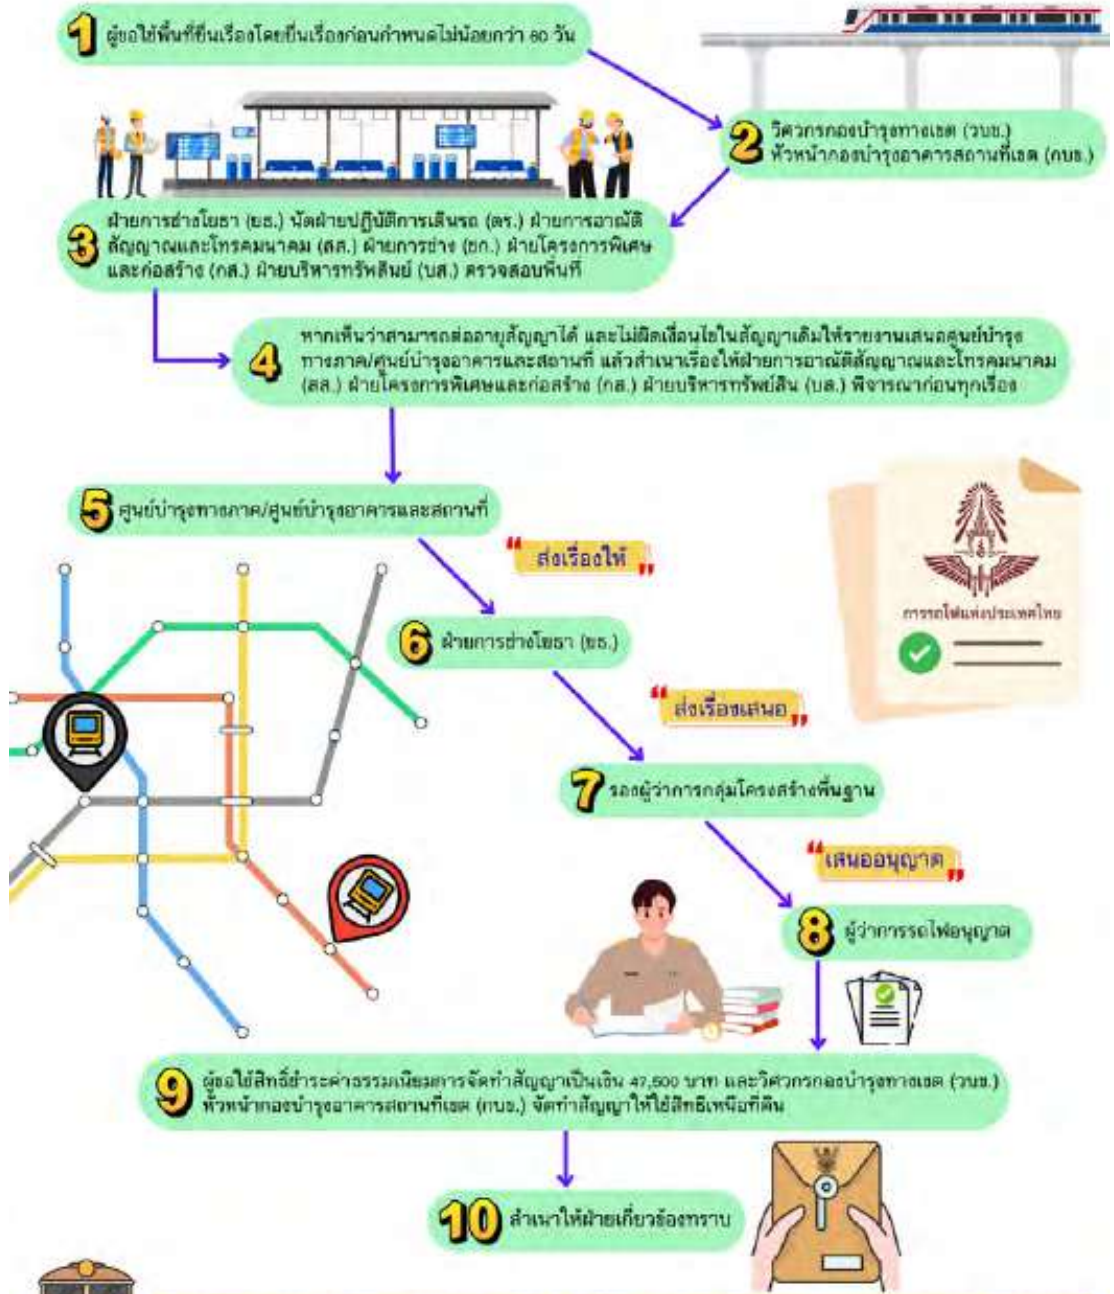 1 ผู้ขอใช้พื้นที่ยื่นเรื่องโดยยื่นเรื่องก่อนกำหนดไม่น้อยกว่า 60 วัน
2 วิศวกรกองบำรุงทางเขต (วบข.)
หัวหน้ากองบำรุงอาคารสถานที่เขต (กบข.)
3 ฝ่ายการช่างโยธา (ยธ.) นัดฝ่ายปฏิบัติการเดินรถ (ดร.) ฝ่ายการอาณัติ
สัญญาณและโทรคมนาคม (สส.) ฝ่ายการช่าง (ชก.) ฝ่ายโครงการพิเศษ
และก่อสร้าง (กส.) ฝ่ายบริหารทรัพย์สินย์ (บส.) ตรวจสอบพื้นที่
4 หากเห็นว่าสามารถต่ออายุสัญญาได้ และไม่ผิดเงื่อนไขในสัญญาเดิมให้รายงานเสนอศูนย์บำรุง
ทางภาค/ศูนย์บำรุงอาคารและสถานที่ แล้วสำเนาเรื่องให้ฝ่ายการอาณัติสัญญาณและโทรคมนาคม
(สส.) ฝ่ายโครงการพิเศษและก่อสร้าง (กส.) ฝ่ายบริหารทรัพย์สิน (บส.) พิจารณาก่อนทุกเรื่อง
5 ศูนย์บำรุงทางภาค/ศูนย์บำรุงอาคารและสถานที่
"ส่งเรื่องให้"
การรถไฟแห่งประเทศไทย
6 ฝ่ายการช่างโยธา (ยธ.)
"ส่งเรื่องเสนอ"
7 รองผู้ว่าการกลุ่มโครงสร้างพื้นฐาน
"เสนออนุญาต"
8 ผู้ว่าการรถไฟอนุญาต
9 ผู้ขอใช้สิทธิ์ชำระค่าธรรมเนียมการจัดทำสัญญาเป็นเงิน 47,500 บาท และวิศวกรกองบำรุงทางเขต (วบข.)
หัวหน้ากองบำรุงอาคารสถานที่เขต (กบข.) จัดทำสัญญาให้ใช้สิทธิเหนือที่ดิน
10 สำเนาให้ฝ่ายเกี่ยวข้องทราบ